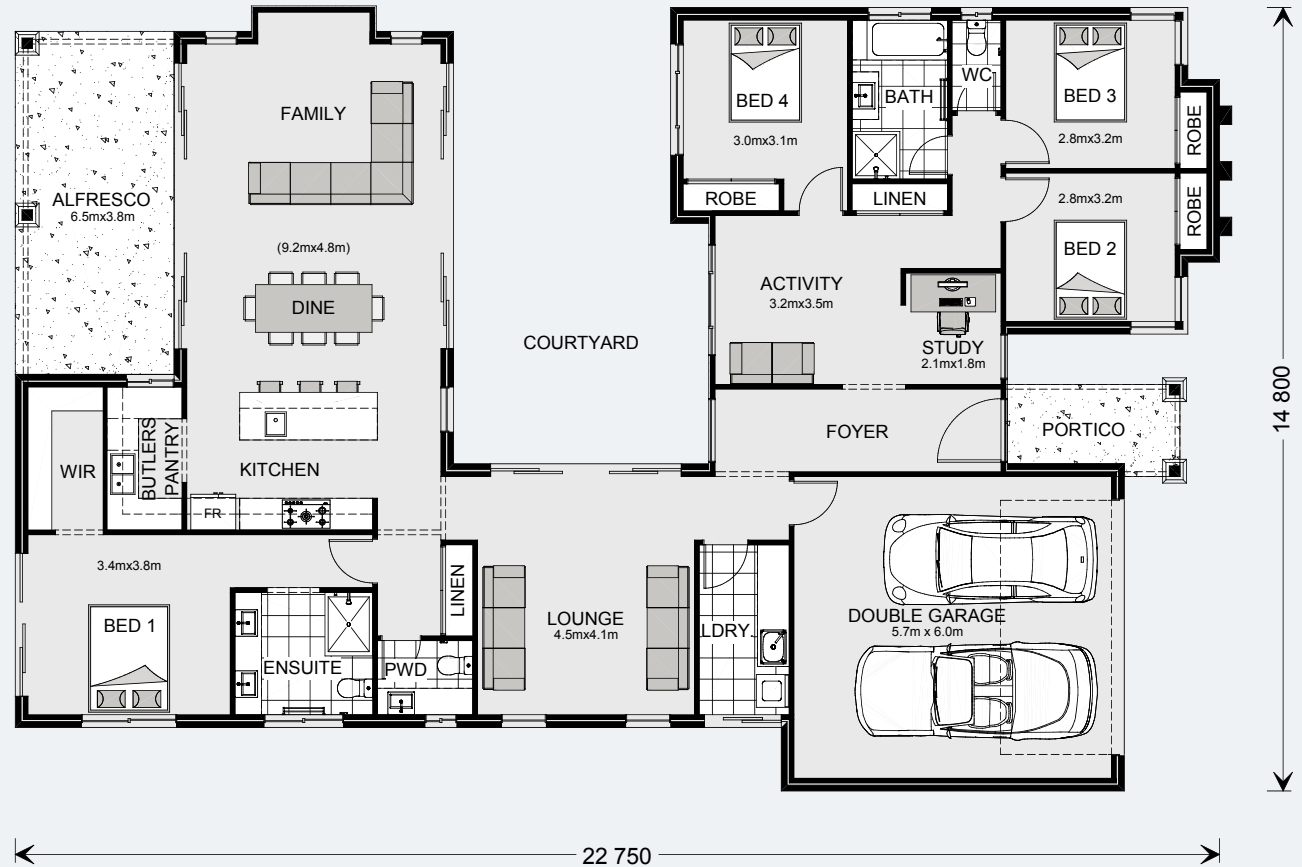 FAMILY
ALFRESCO
6.5mx3.8m
(9.2mx4.8m)
DINE
KITCHEN
BUTLERS
PANTRY
WIR
FR
COURTYARD
BED 4
3.0mx3.1m
ROBE
BATH
WC
LINEN
BED 3
2.8mx3.2m
ROBE
2.8mx3.2m
BED 2
ROBE
ACTIVITY
3.2mx3.5m
STUDY
2.1mx1.8m
FOYER
PORTICO
3.4mx3.8m
BED 1
ENSUITE
PWD
LINEN
LOUNGE
4.5mx4.1m
LDRY
DOUBLE GARAGE
5.7m x 6.0m
14 800
22 750